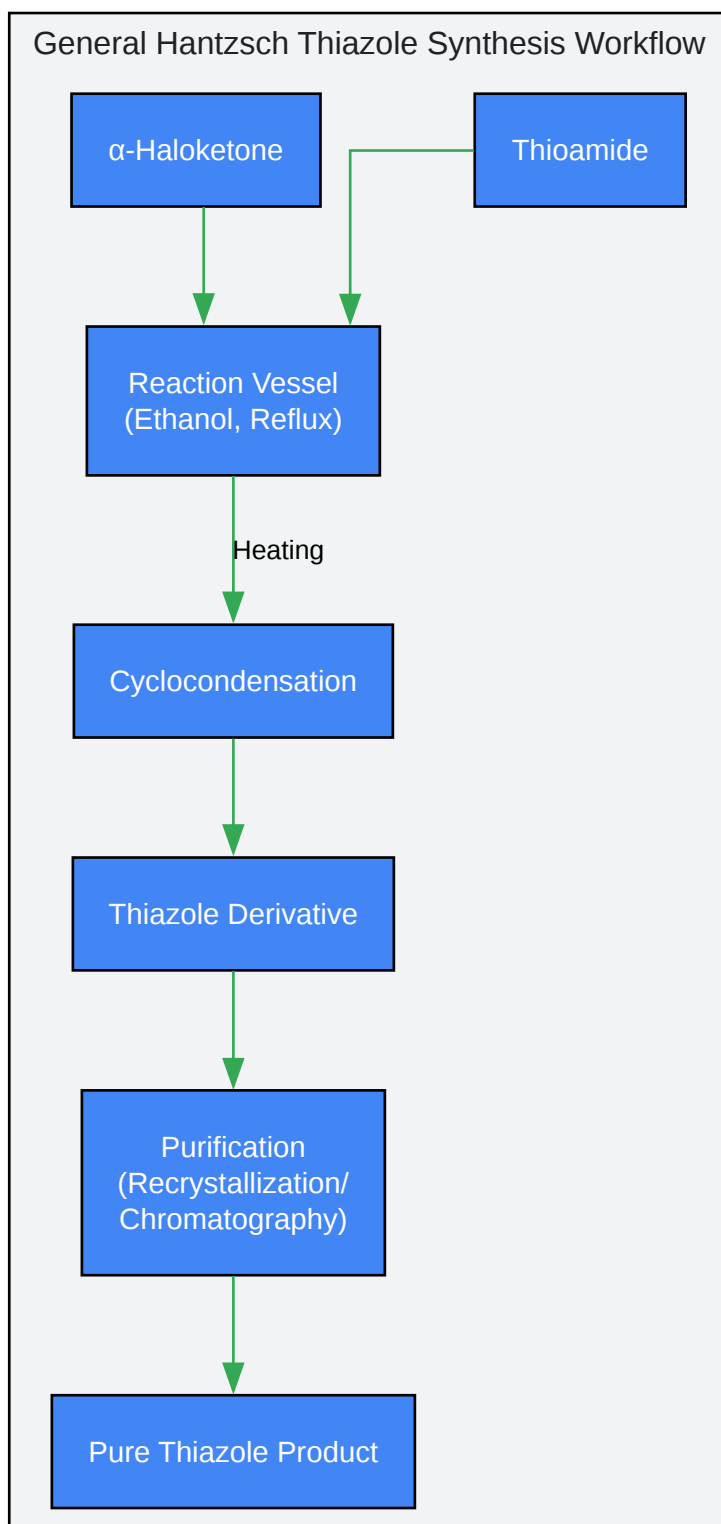 General Hantzsch Thiazole Synthesis Workflow
α-Haloketone
Thioamide
Reaction Vessel
(Ethanol, Reflux)
Heating
Cyclocondensation
Thiazole Derivative
Purification
(Recrystallization/
Chromatography)
Pure Thiazole Product